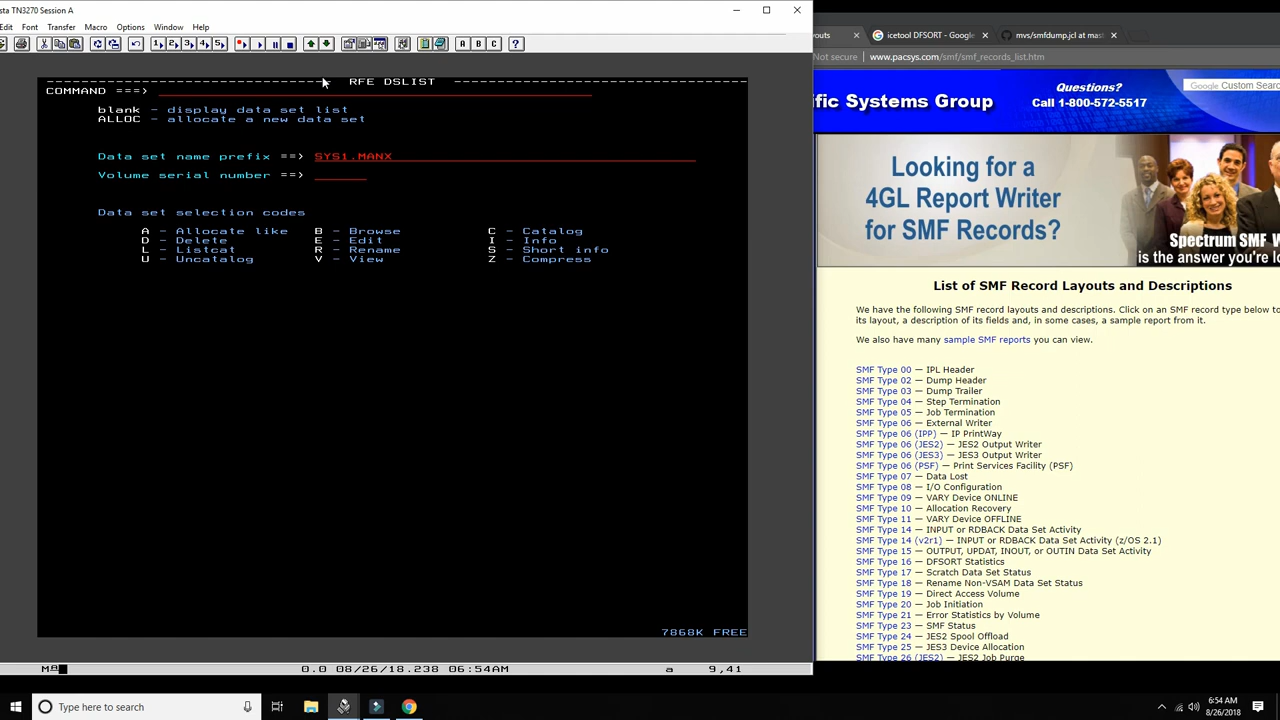 sta TN3270 Session A
Edit Font Transfer Macro Options Window Help
RFE DSLIST
COMMAND ===>
blank - display data set list
ALLOC - allocate a new data set
Data set name prefix ==> SYS1.MANX
Volume serial number ==>
Data set selection codes
A - Allocate like B - Browse C - Catalog
D - Delete E - Edit I - Info
L - Listcat R - Rename S - Short info
U - Uncatalog V - View Z - Compress
7868K FREE
0.0 08/26/18.238 06:54AM a 9,41
youts
icetool DFSORT - Goog
mvs/smfdump.jcl at mas
Not secure | www.pacsys.com/smf/smf_records_list.htm
ific Systems Group
Questions?
Call 1-800-572-5517
Google Custom Searc
Looking for a
4GL Report Writer
for SMF Records?
Spectrum SMF W
is the answer you're lo
List of SMF Record Layouts and Descriptions
We have the following SMF record layouts and descriptions. Click on an SMF record type below to
its layout, a description of its fields and, in some cases, a sample report from it.
We also have many sample SMF reports you can view.
SMF Type 00 — IPL Header
SMF Type 02 — Dump Header
SMF Type 03 — Dump Trailer
SMF Type 04 — Step Termination
SMF Type 05 — Job Termination
SMF Type 06 — External Writer
SMF Type 06 (IPP) — IP PrintWay
SMF Type 06 (JES2) — JES2 Output Writer
SMF Type 06 (JES3) — JES3 Output Writer
SMF Type 06 (PSF) — Print Services Facility (PSF)
SMF Type 07 — Data Lost
SMF Type 08 — I/O Configuration
SMF Type 09 — VARY Device ONLINE
SMF Type 10 — Allocation Recovery
SMF Type 11 — VARY Device OFFLINE
SMF Type 14 — INPUT or RDBACK Data Set Activity
SMF Type 14 (v2r1) — INPUT or RDBACK Data Set Activity (z/OS 2.1)
SMF Type 15 — OUTPUT, UPDAT, INOUT, or OUTIN Data Set Activity
SMF Type 16 — DFSORT Statistics
SMF Type 17 — Scratch Data Set Status
SMF Type 18 — Rename Non-VSAM Data Set Status
SMF Type 19 — Direct Access Volume
SMF Type 20 — Job Initiation
SMF Type 21 — Error Statistics by Volume
SMF Type 23 — SMF Status
SMF Type 24 — JES2 Spool Offload
SMF Type 25 — JES3 Device Allocation
SMF Type 26 (JES2) — JES2 Job Purge
Type here to search
6:54 AM
8/26/2018